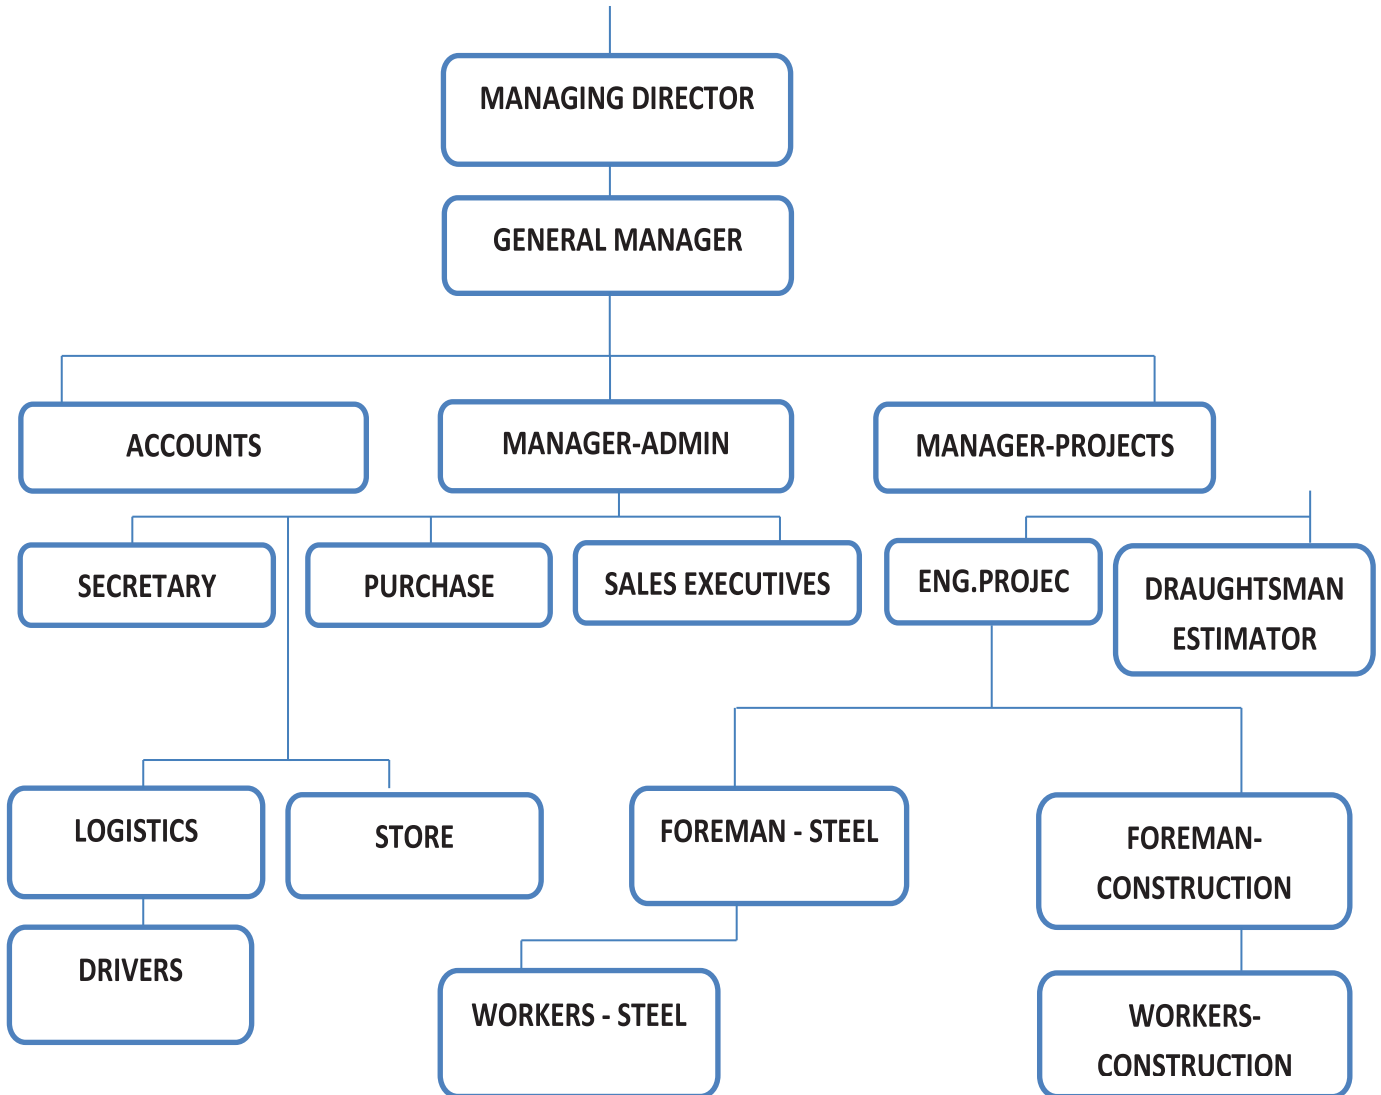 MANAGING DIRECTOR
GENERAL MANAGER
ACCOUNTS
MANAGER-ADMIN
MANAGER-PROJECTS
SECRETARY
PURCHASE
SALES EXECUTIVES
ENG.PROJEC
DRAUGHTSMAN
ESTIMATOR
LOGISTICS
STORE
FOREMAN - STEEL
FOREMAN-
CONSTRUCTION
DRIVERS
WORKERS - STEEL
WORKERS-
CONSTRUCTION